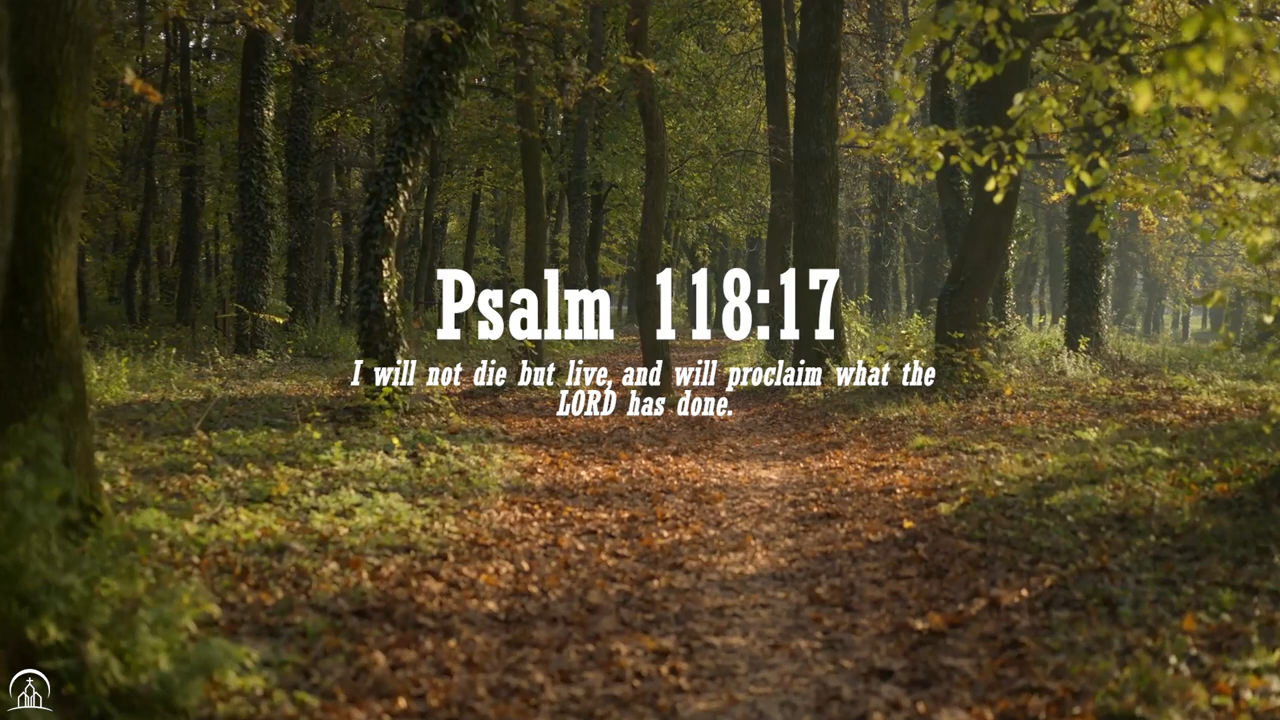 Psalm 118:17
I will not die but live, and will proclaim what the
LORD has done.